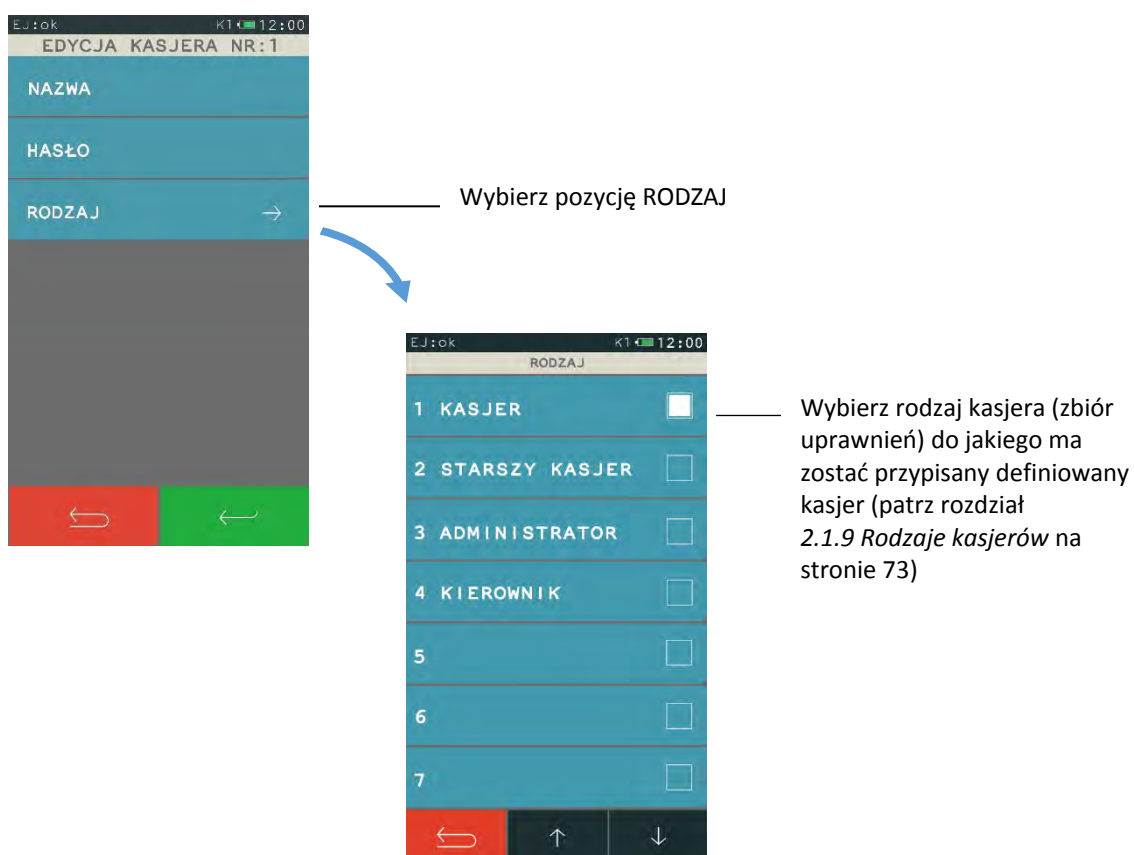 EJ:ok K1 12:00
EDYCJA KASJERA NR:1
NAZWA
HASŁO
RODZAJ →
Wybierz pozycję RODZAJ
EJ:ok K1 12:00
RODZAJ
1 KASJER
2 STARSZY KASJER
3 ADMINISTRATOR
4 KIEROWNIK
5
6
7
Wybierz rodzaj kasjera (zbiór
uprawnień) do jakiego ma
zostać przypisany definiowany
kasjer (patrz rozdział
2.1.9 Rodzaje kasjerów na
stronie 73)